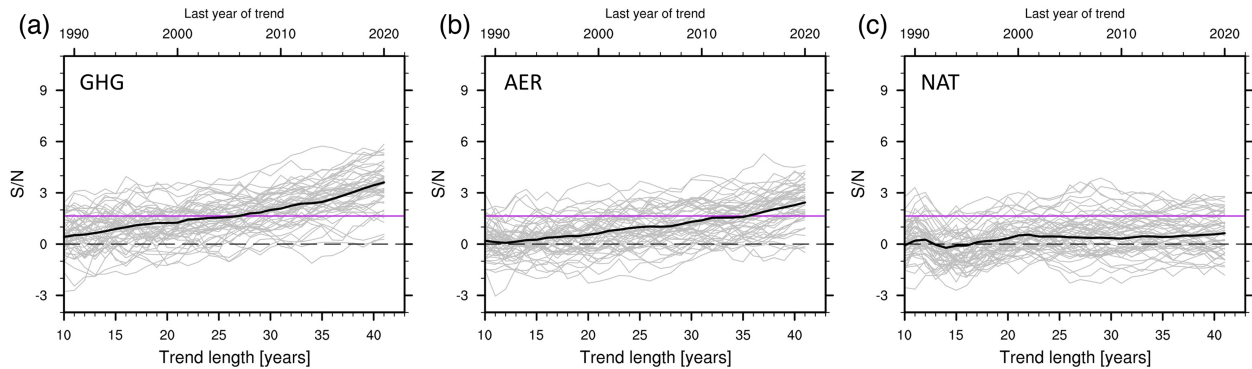 (a)
Last year of trend
1990 2000 2010 2020
GHG
S/N
9
6
3
0
-3
10 15 20 25 30 35 40
Trend length [years]
(b)
Last year of trend
1990 2000 2010 2020
AER
S/N
9
6
3
0
-3
10 15 20 25 30 35 40
Trend length [years]
(c)
Last year of trend
1990 2000 2010 2020
NAT
S/N
9
6
3
0
-3
10 15 20 25 30 35 40
Trend length [years]